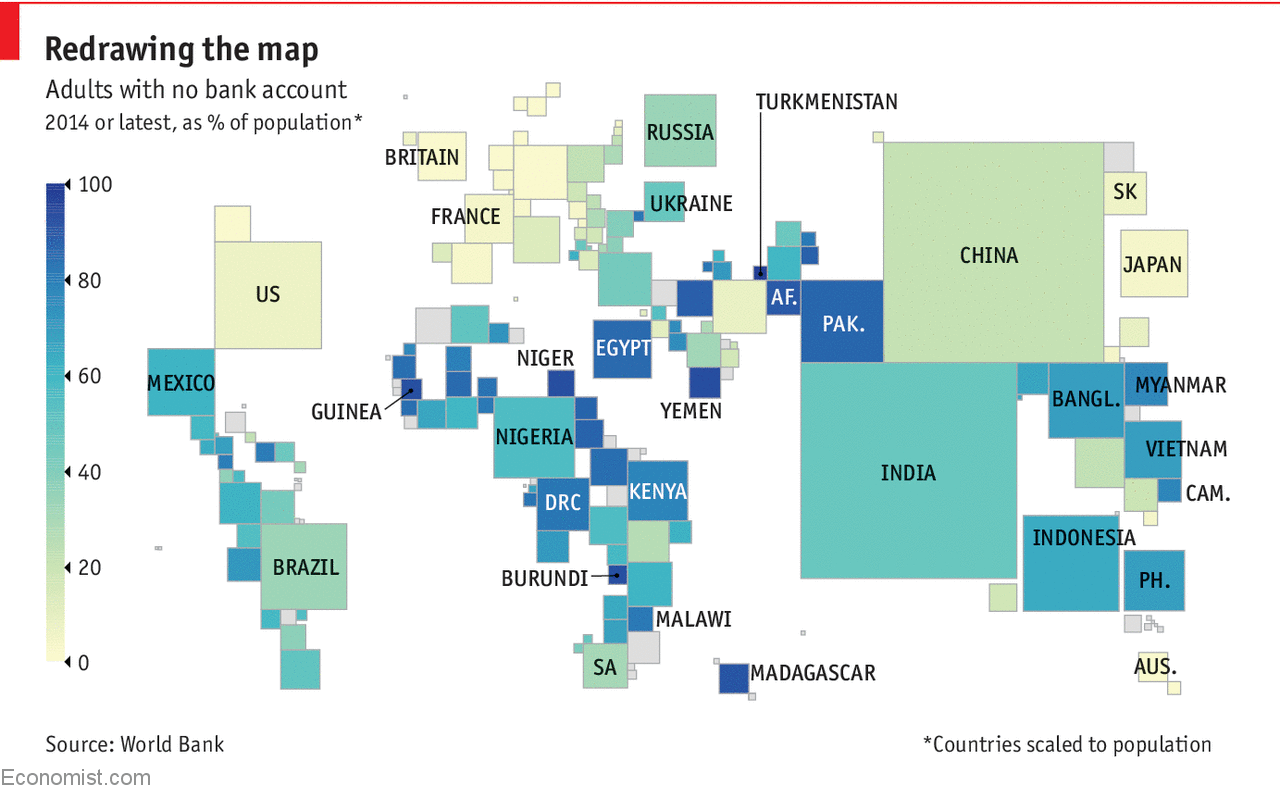 Redrawing the map
Adults with no bank account
2014 or latest, as % of population*
100
80
60
40
20
0
TURKMENISTAN
RUSSIA
BRITAIN
SK
UKRAINE
FRANCE
CHINA
JAPAN
US
AF.
PAK.
EGYPT
NIGER
MEXICO
MYANMAR
BANGL.
GUINEA
YEMEN
NIGERIA
VIETNAM
INDIA
KENYA
CAM.
DRC
INDONESIA
BRAZIL
BURUNDI
PH.
MALAWI
SA
MADAGASCAR
AUS.
Source: World Bank
*Countries scaled to population
Economist.com